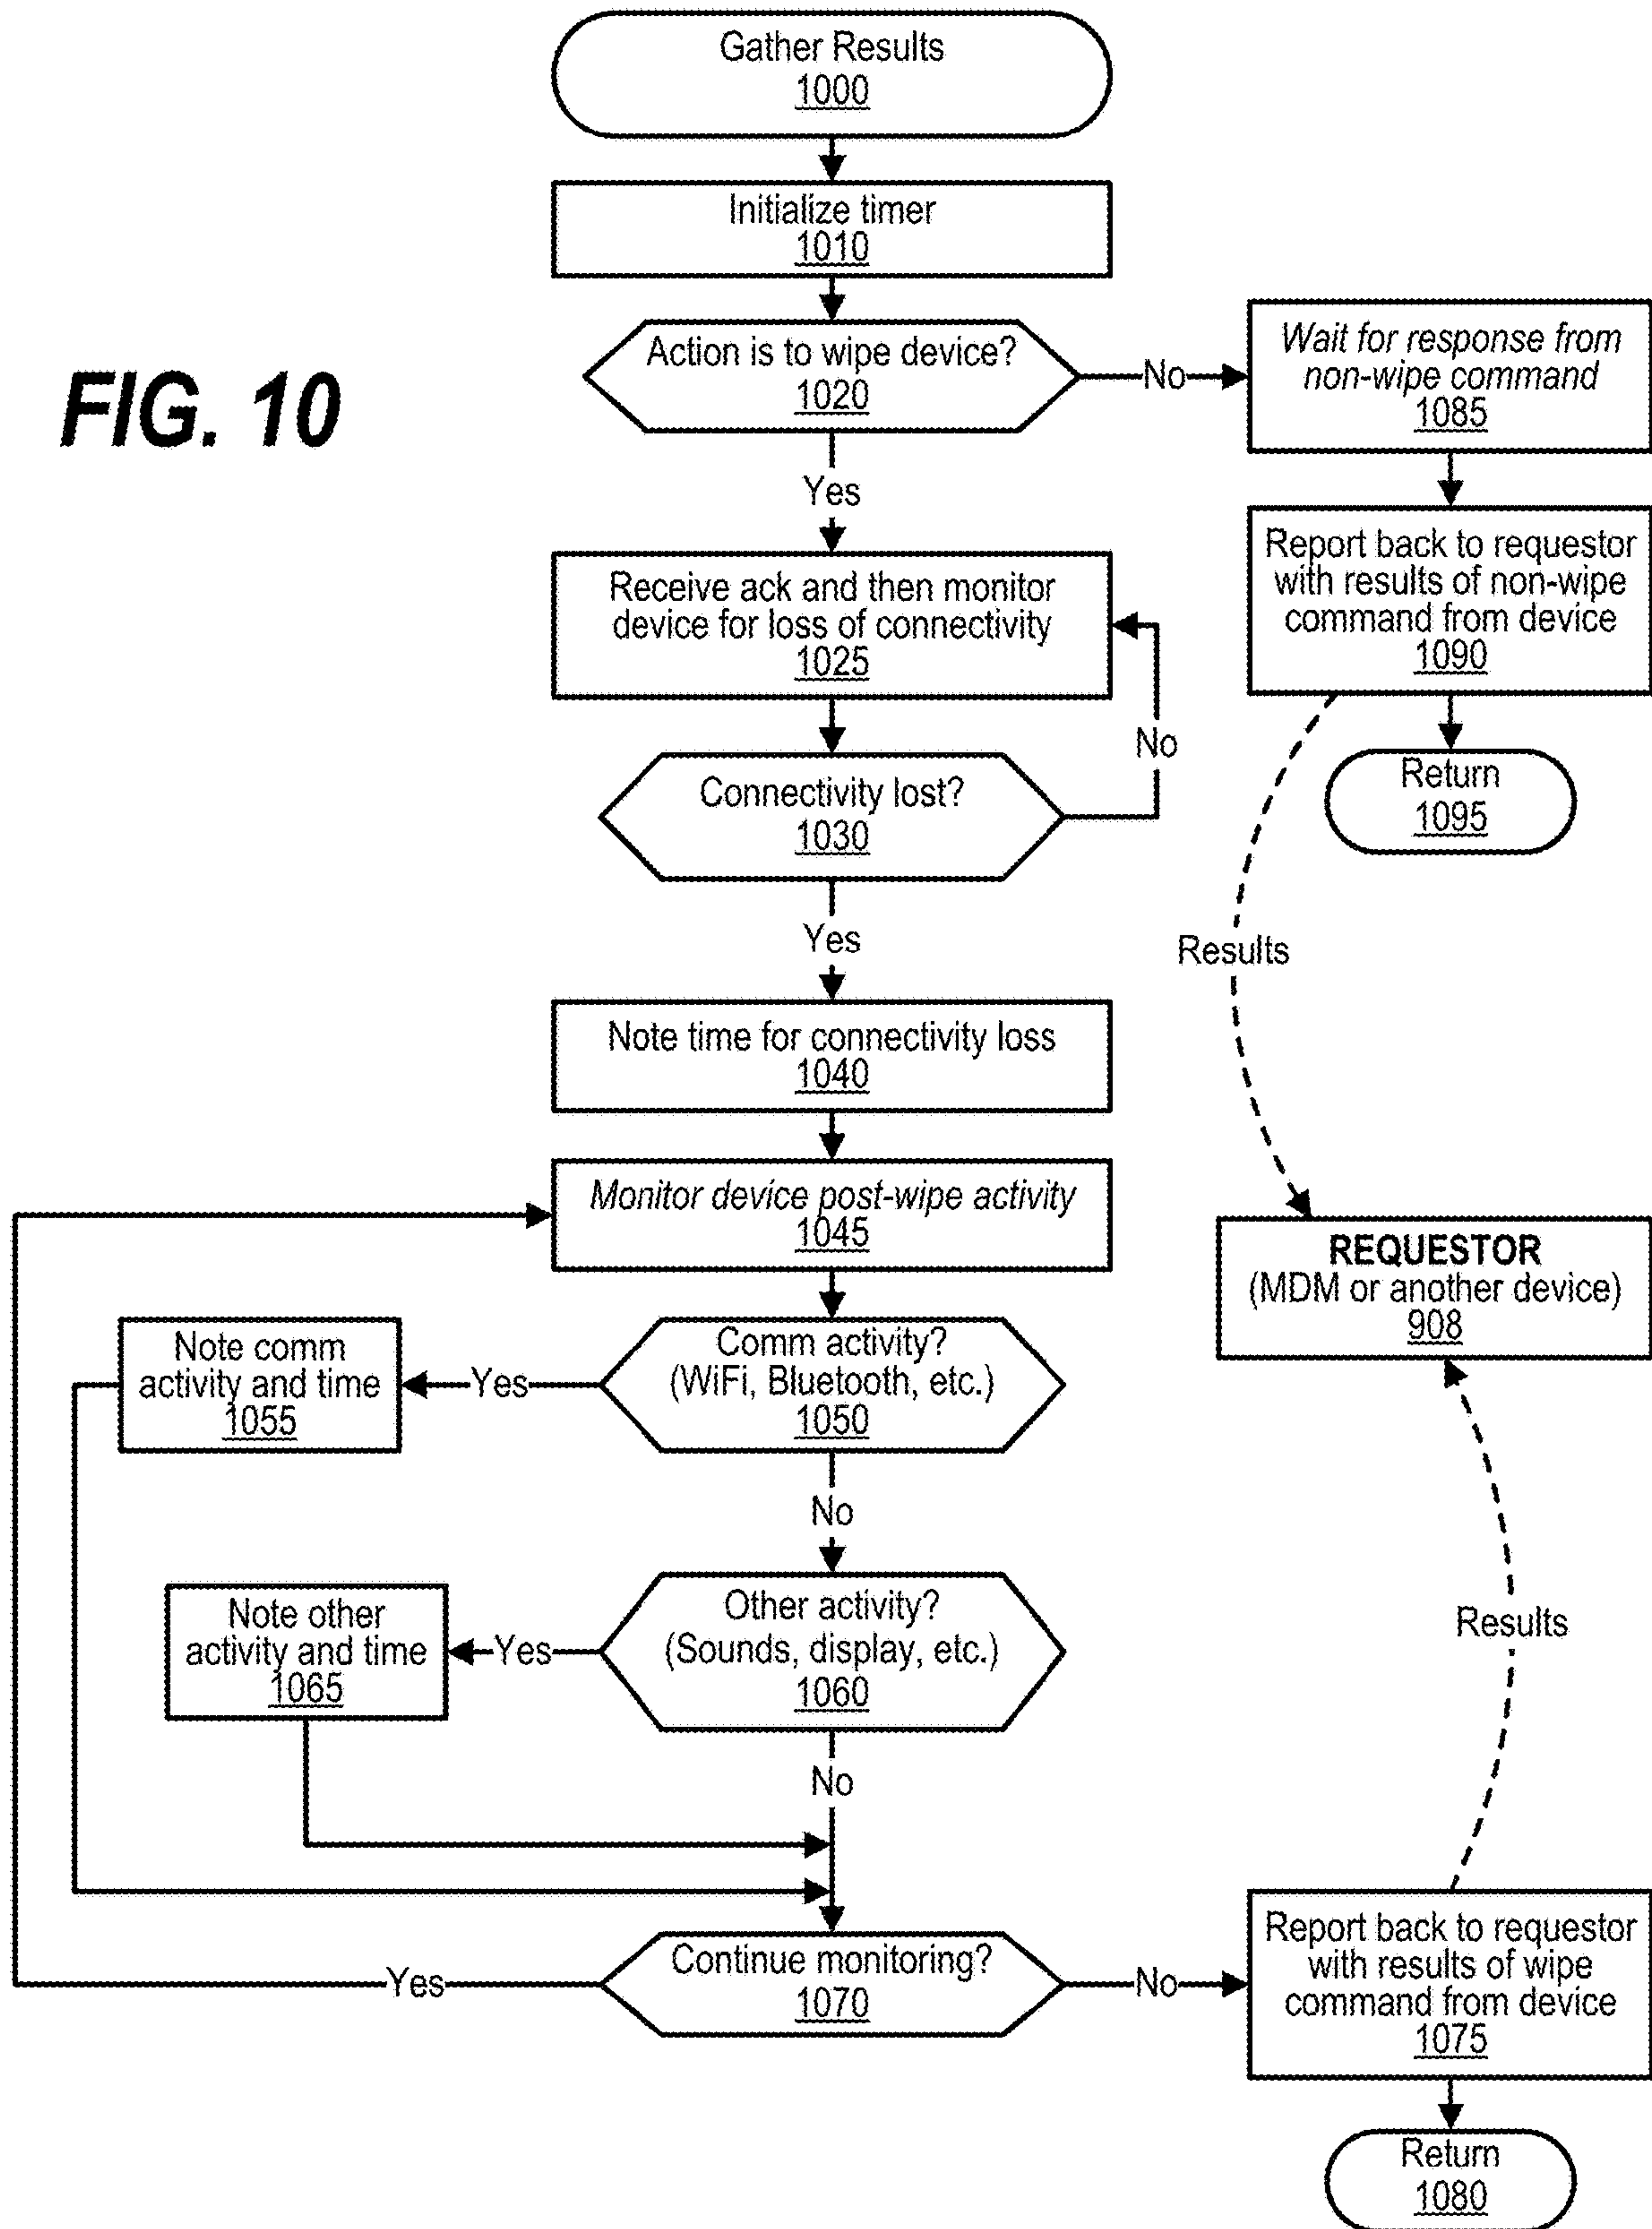 Gather Results
1000
Initialize timer
1010
Action is to wipe device?
1020
No
Wait for response from
non-wipe command
1085
FIG. 10
Yes
Report back to requestor
with results of non-wipe
command from device
1090
Receive ack and then monitor
device for loss of connectivity
1025
No
Return
1095
Connectivity lost?
1030
Yes
Results
Note time for connectivity loss
1040
Monitor device post-wipe activity
1045
REQUESTOR
(MDM or another device)
908
Comm activity?
(WiFi, Bluetooth, etc.)
1050
Yes
Note comm
activity and time
1055
No
Other activity?
(Sounds, display, etc.)
1060
Yes
Note other
activity and time
1065
Results
No
Continue monitoring?
1070
Yes
No
Report back to requestor
with results of wipe
command from device
1075
Return
1080